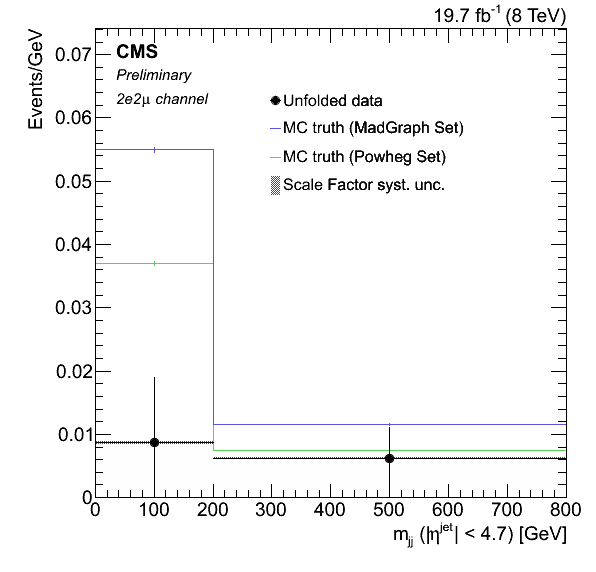 19.7 fb⁻¹ (8 TeV)
Events/GeV
0.07
0.06
0.05
0.04
0.03
0.02
0.01
0
CMS
Preliminary
2e2μ channel
Unfolded data
MC truth (MadGraph Set)
MC truth (Powheg Set)
Scale Factor syst. unc.
0 100 200 300 400 500 600 700 800
m_jj (|η^jet| < 4.7) [GeV]